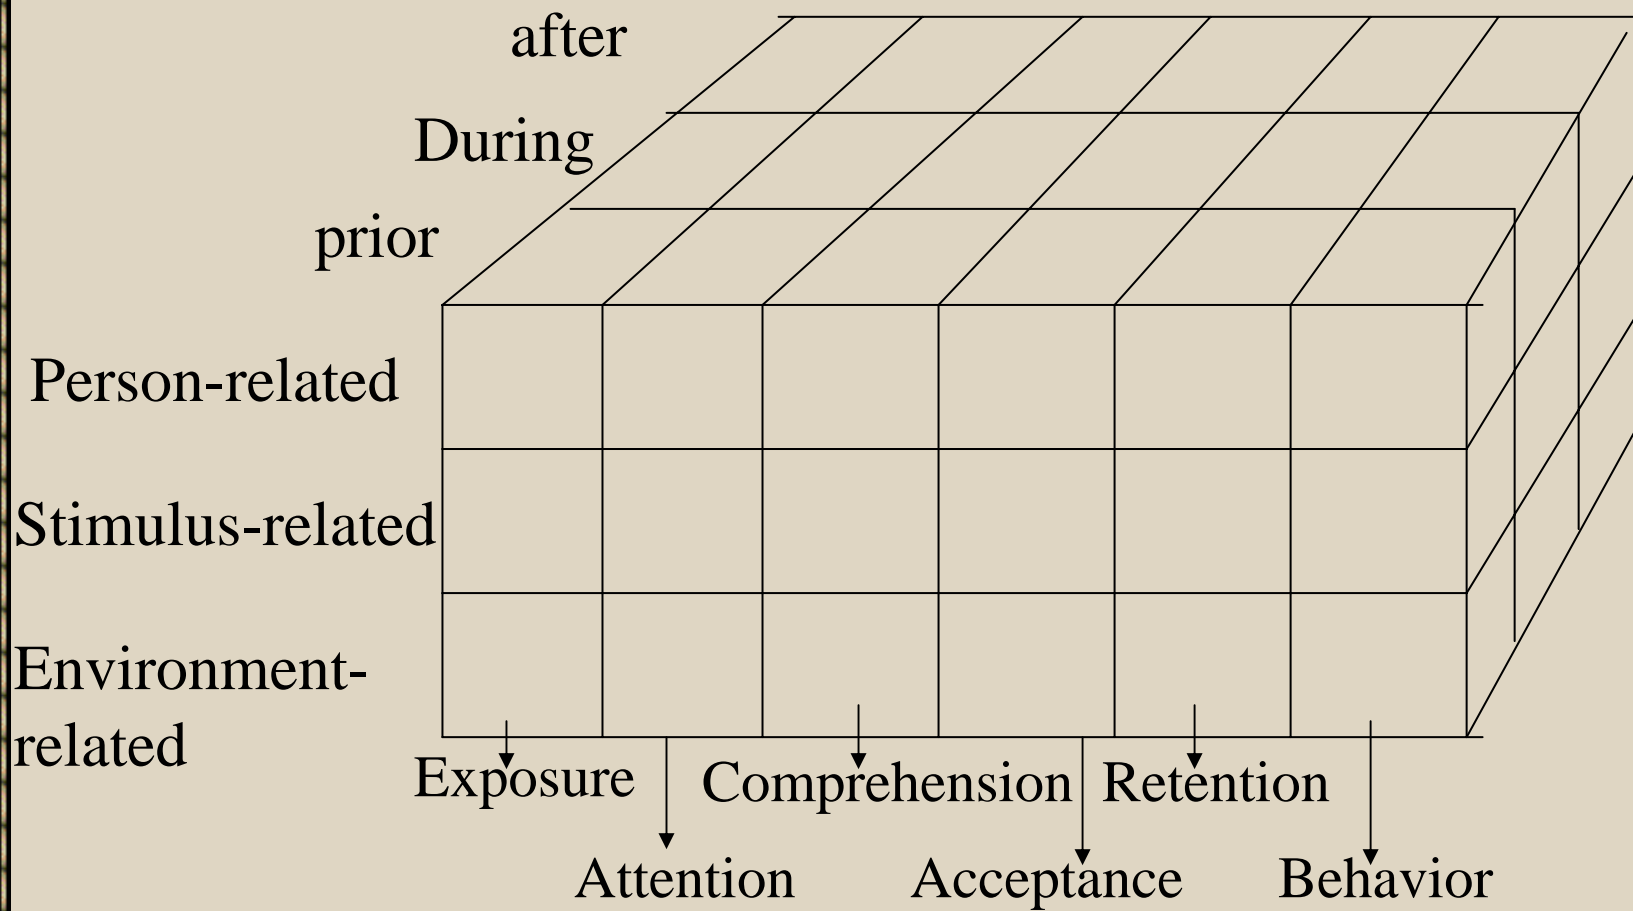 after
During
prior
Person-related
Stimulus-related
Environment-
related
Exposure
Comprehension
Retention
Attention
Acceptance
Behavior